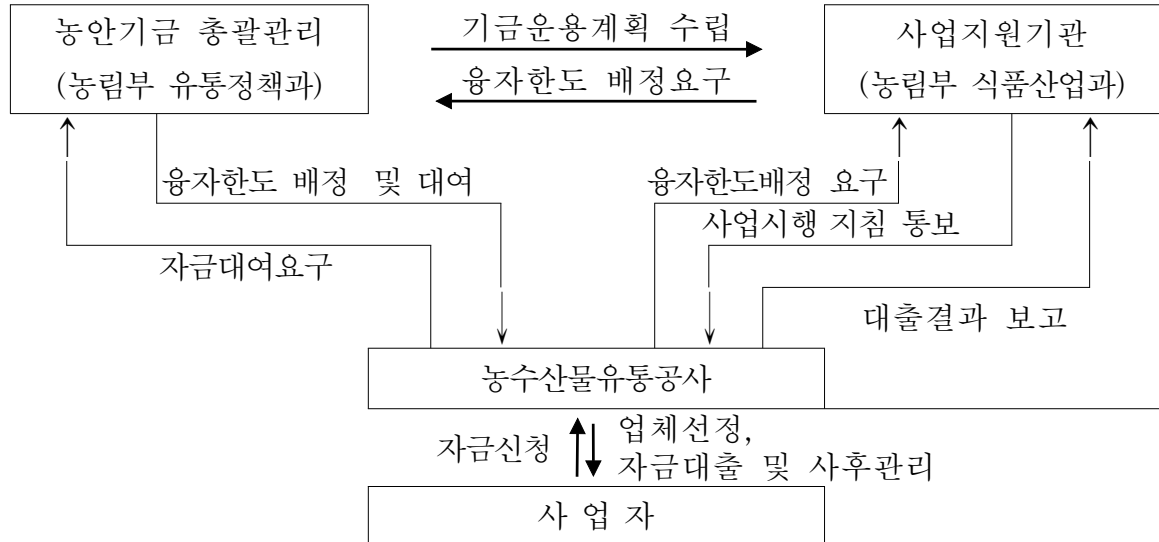 농안기금 총괄관리
(농림부 유통정책과)
기금운용계획 수립
융자한도 배정요구
사업지원기관
(농림부 식품산업과)
융자한도 배정 및 대여
융자한도배정 요구
사업시행 지침 통보
자금대여요구
대출결과 보고
농수산물유통공사
자금신청
업체선정,
자금대출 및 사후관리
사 업 자